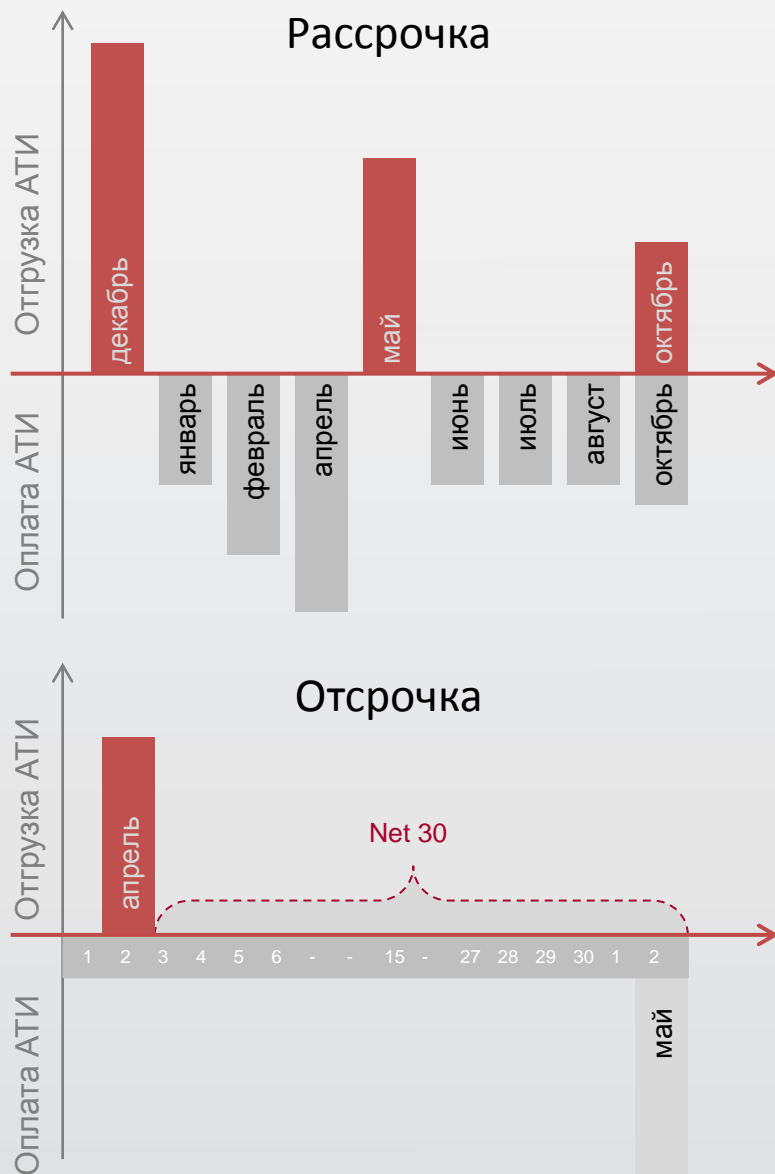 Рассрочка
Отгрузка АТИ
Оплата АТИ
декабрь
январь
февраль
апрель
май
июнь
июль
август
октябрь
октябрь
Отсрочка
Отгрузка АТИ
Оплата АТИ
апрель
Net 30
1 2 3 4 5 6 - - 15 - 27 28 29 30 1 2
май